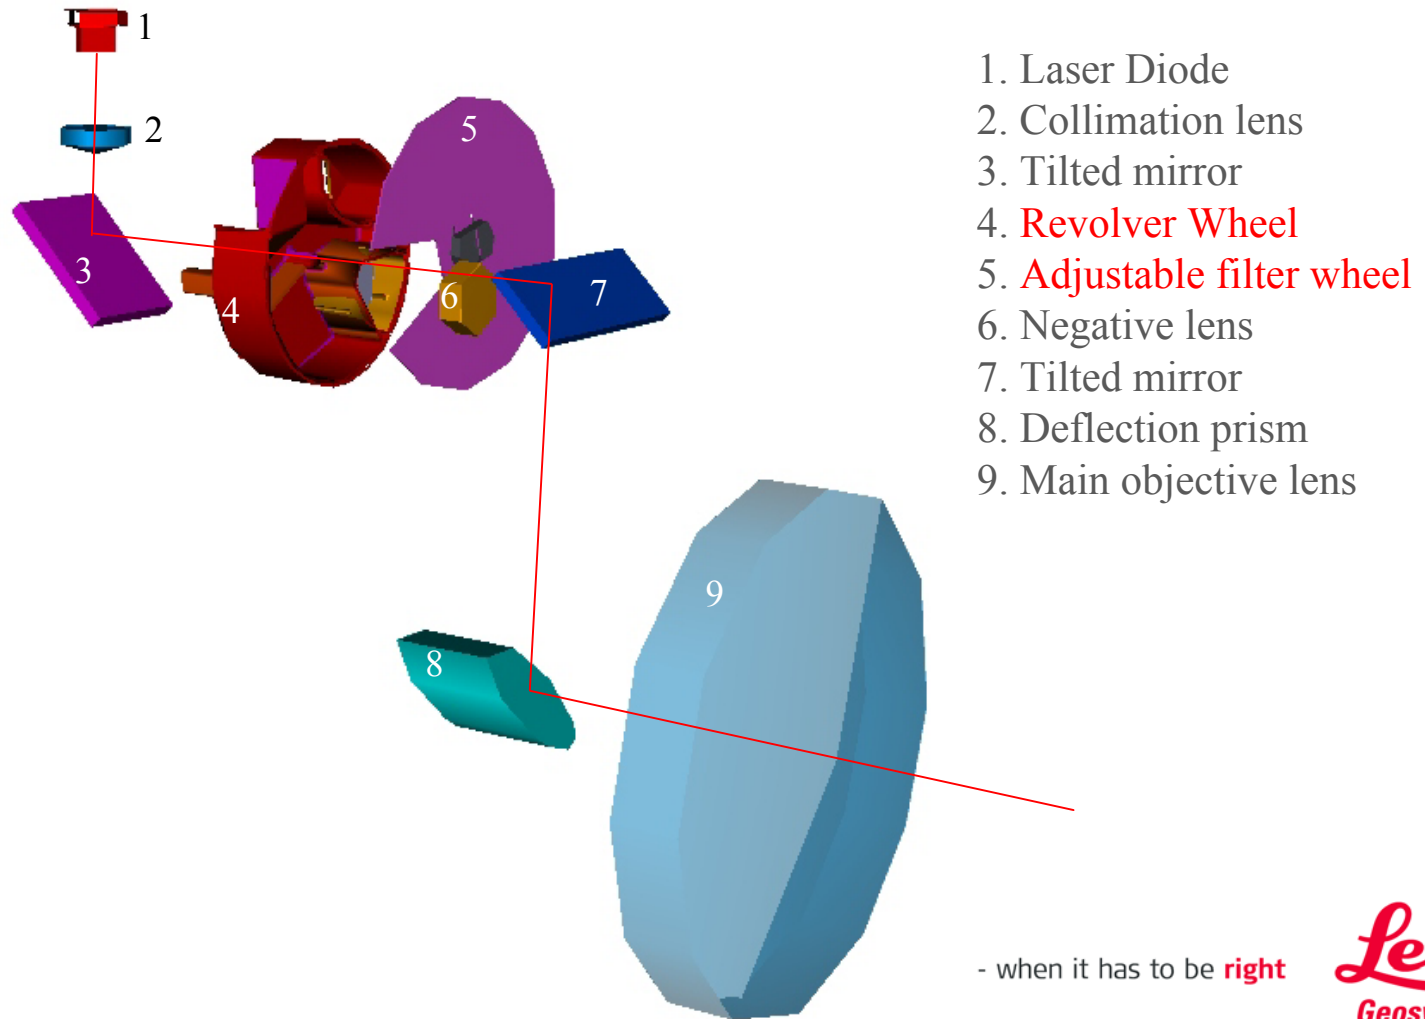 1
2
3
4
5
6
7
8
9
1. Laser Diode
2. Collimation lens
3. Tilted mirror
4. Revolver Wheel
5. Adjustable filter wheel
6. Negative lens
7. Tilted mirror
8. Deflection prism
9. Main objective lens
- when it has to be right